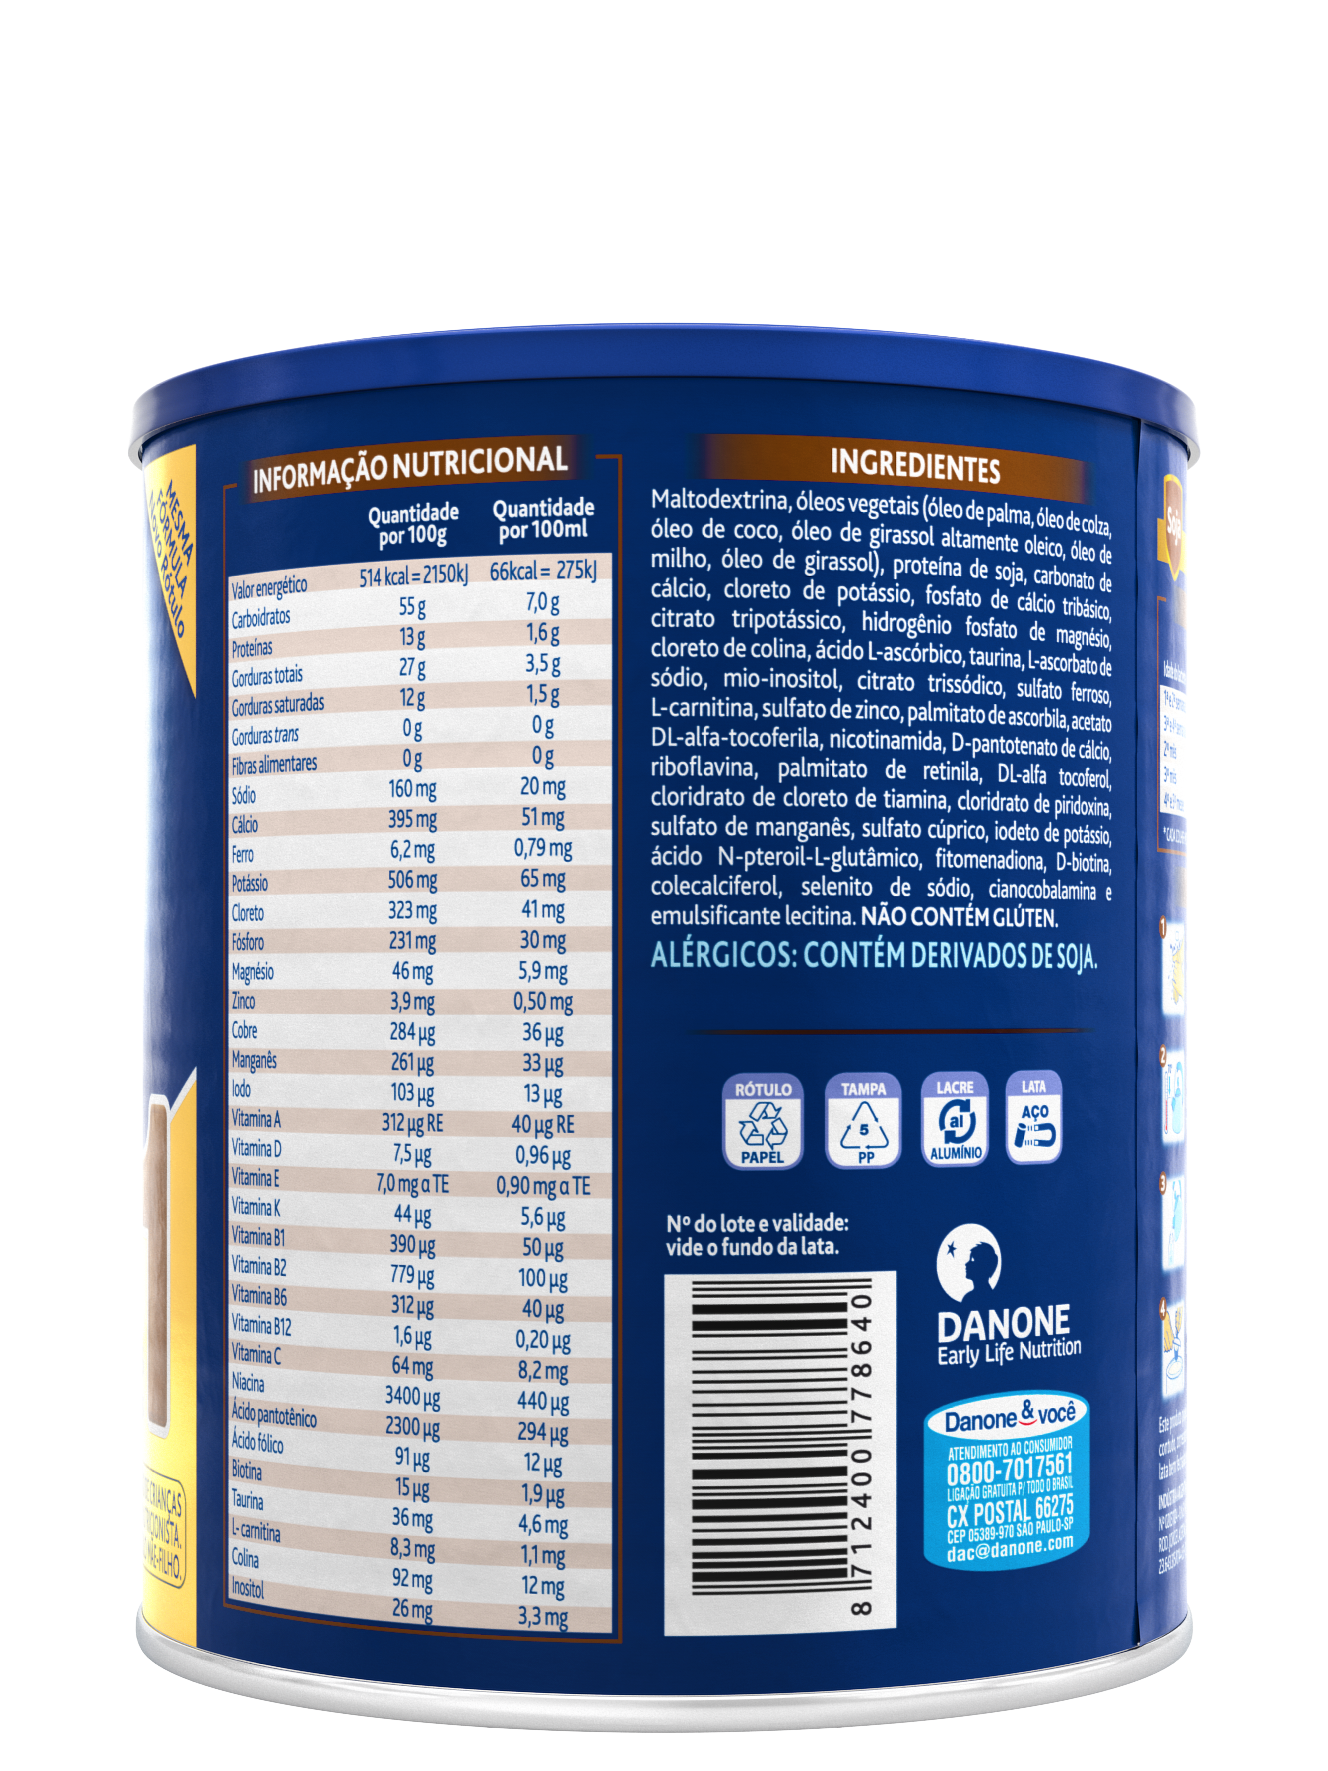 MESMA
FÓRMULA
NOVO RÓTULO
INFORMAÇÃO NUTRICIONAL
Quantidade por 100g Quantidade por 100ml
Valor energético 514 kcal = 2150kJ 66kcal = 275kJ
Carboidratos 55 g 7,0 g
Proteínas 13 g 1,6 g
Gorduras totais 27 g 3,5 g
Gorduras saturadas 12 g 1,5 g
Gorduras trans 0 g 0 g
Fibras alimentares 0 g 0 g
Sódio 160 mg 20 mg
Cálcio 395 mg 51 mg
Ferro 6,2 mg 0,79 mg
Potássio 506 mg 65 mg
Cloreto 323 mg 41 mg
Fósforo 231 mg 30 mg
Magnésio 46 mg 5,9 mg
Zinco 3,9 mg 0,50 mg
Cobre 284 µg 36 µg
Manganês 261 µg 33 µg
Iodo 103 µg 13 µg
Vitamina A 312 µg RE 40 µg RE
Vitamina D 7,5 µg 0,96 µg
Vitamina E 7,0 mg α TE 0,90 mg α TE
Vitamina K 44 µg 5,6 µg
Vitamina B1 390 µg 50 µg
Vitamina B2 779 µg 100 µg
Vitamina B6 312 µg 40 µg
Vitamina B12 1,6 µg 0,20 µg
Vitamina C 64 mg 8,2 mg
Niacina 3400 µg 440 µg
Ácido pantotênico 2300 µg 294 µg
Ácido fólico 91 µg 12 µg
Biotina 15 µg 1,9 µg
Taurina 36 mg 4,6 mg
L- carnitina 8,3 mg 1,1 mg
Colina 92 mg 12 mg
Inositol 26 mg 3,3 mg
INGREDIENTES
Maltodextrina, óleos vegetais (óleo de palma, óleo de colza,
óleo de coco, óleo de girassol altamente oleico, óleo de
milho, óleo de girassol), proteína de soja, carbonato de
cálcio, cloreto de potássio, fosfato de cálcio tribásico,
citrato tripotássico, hidrogênio fosfato de magnésio,
cloreto de colina, ácido L-ascórbico, taurina, L-ascorbato de
sódio, mio-inositol, citrato trissódico, sulfato ferroso,
L-carnitina, sulfato de zinco, palmitato de ascorbila, acetato
DL-alfa-tocoferila, nicotinamida, D-pantotenato de cálcio,
riboflavina, palmitato de retinila, DL-alfa tocoferol,
cloridrato de cloreto de tiamina, cloridrato de piridoxina,
sulfato de manganês, sulfato cúprico, iodeto de potássio,
ácido N-pteroil-L-glutâmico, fitomenadiona, D-biotina,
colecalciferol, selenito de sódio, cianocobalamina e
emulsificante lecitina. NÃO CONTÉM GLÚTEN.
ALÉRGICOS: CONTÉM DERIVADOS DE SOJA.
RÓTULO TAMPA LACRE LATA
5 al AÇO
PAPEL PP ALUMÍNIO
Nº do lote e validade:
vide o fundo da lata.
8 712400 778640
DANONE
Early Life Nutrition
Danone & você
ATENDIMENTO AO CONSUMIDOR
0800-7017561
LIGAÇÃO GRATUITA P/ TODO O BRASIL
CX POSTAL 66275
CEP 05389-970 SÃO PAULO-SP
dac@danone.com
1
CRIANÇAS
MÃE-FILHO.
Soja
2º mês
3º mês
1
2
3
4